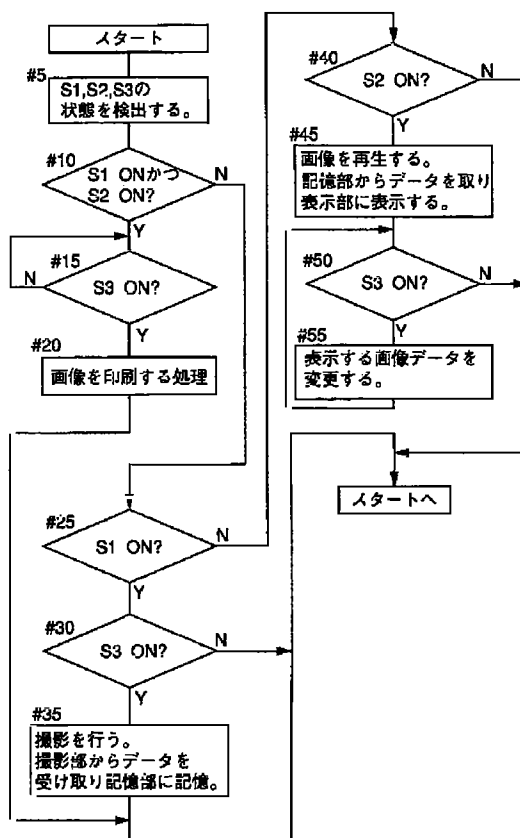 スタート
#5
S1,S2,S3の
状態を検出する。
#10
S1 ONかつ
S2 ON?
N
Y
#15
N
S3 ON?
Y
#20
画像を印刷する処理
#25
S1 ON?
N
Y
#30
S3 ON?
N
Y
#35
撮影を行う。
撮影部からデータを
受け取り記憶部に記憶。
#40
S2 ON?
N
Y
#45
画像を再生する。
記憶部からデータを取り
表示部に表示する。
#50
S3 ON?
N
Y
#55
表示する画像データを
変更する。
スタートへ